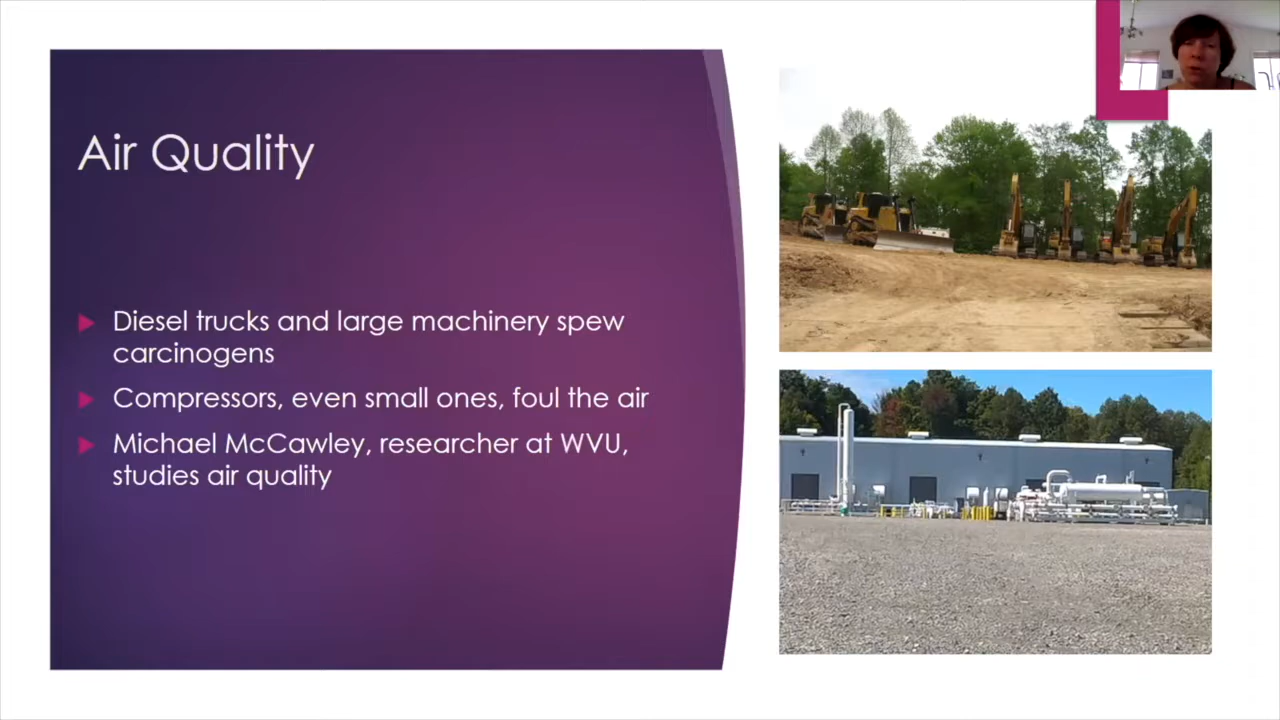 Air Quality
Diesel trucks and large machinery spew
carcinogens
Compressors, even small ones, foul the air
Michael McCawley, researcher at WVU,
studies air quality